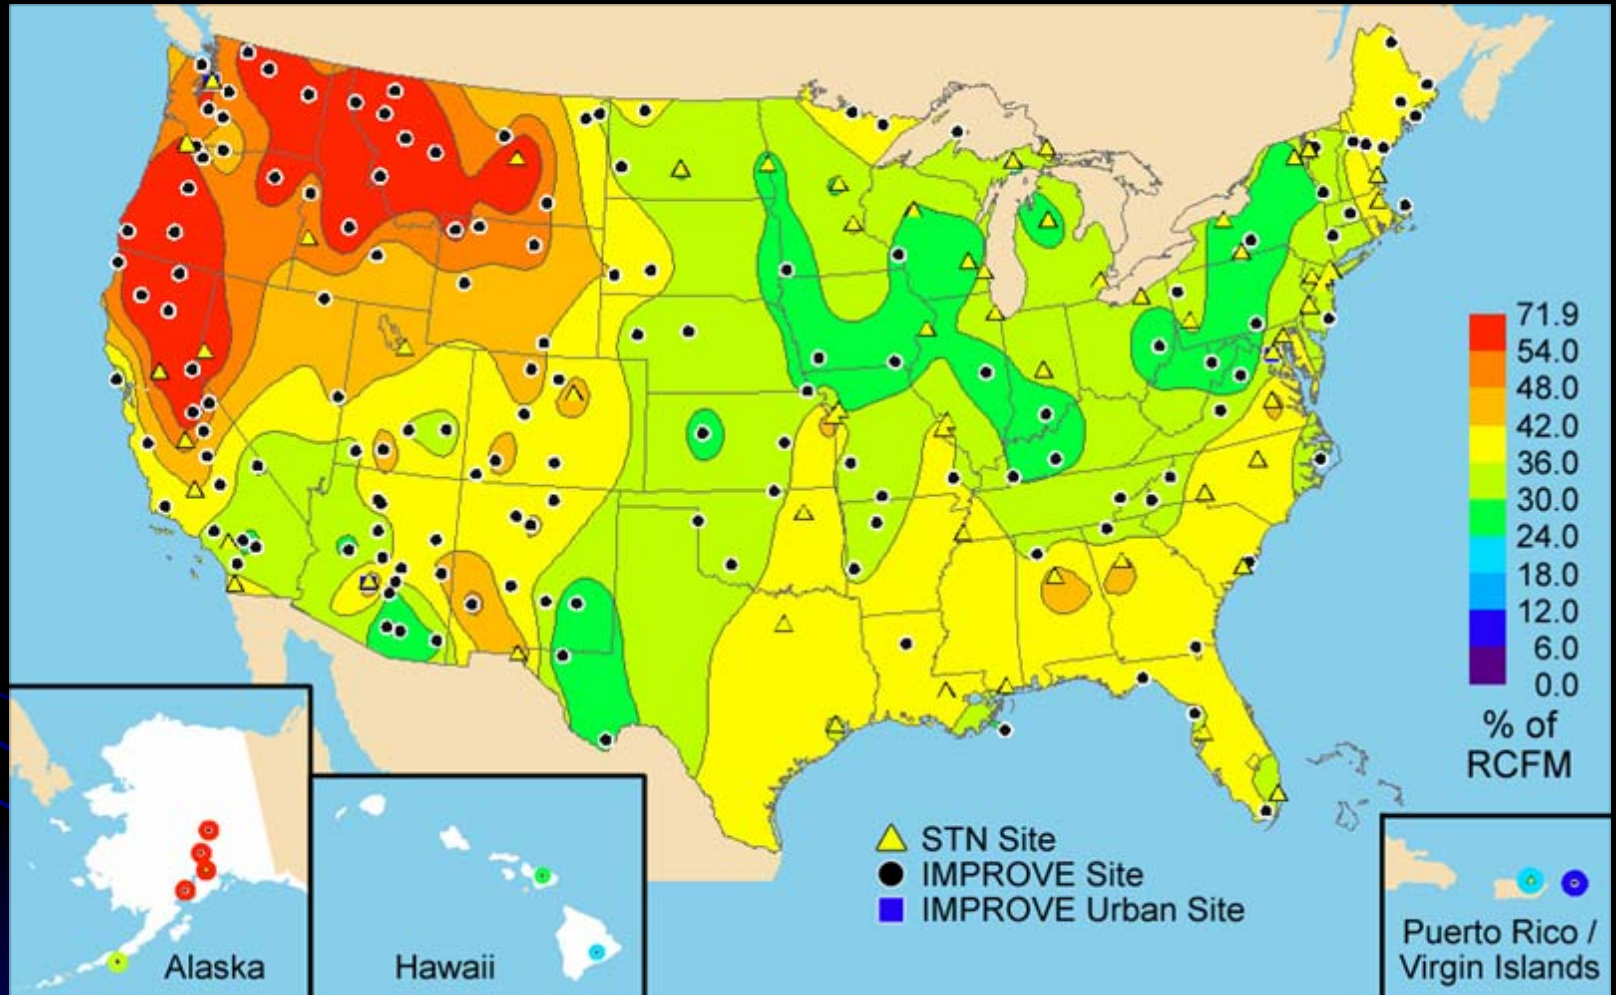 71.9
54.0
48.0
42.0
36.0
30.0
24.0
18.0
12.0
6.0
0.0
% of
RCFM
STN Site
IMPROVE Site
IMPROVE Urban Site
Alaska
Hawaii
Puerto Rico /
Virgin Islands